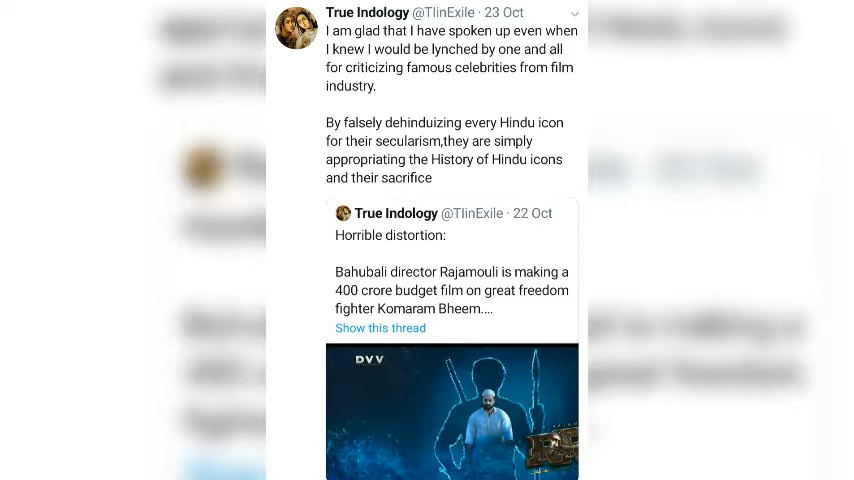 True Indology @TIinExile · 23 Oct
I am glad that I have spoken up even when
I knew I would be lynched by one and all
for criticizing famous celebrities from film
industry.
By falsely dehinduizing every Hindu icon
for their secularism,they are simply
appropriating the History of Hindu icons
and their sacrifice
True Indology @TIinExile · 22 Oct
Horrible distortion:
Bahubali director Rajamouli is making a
400 crore budget film on great freedom
fighter Komaram Bheem....
Show this thread
DVV